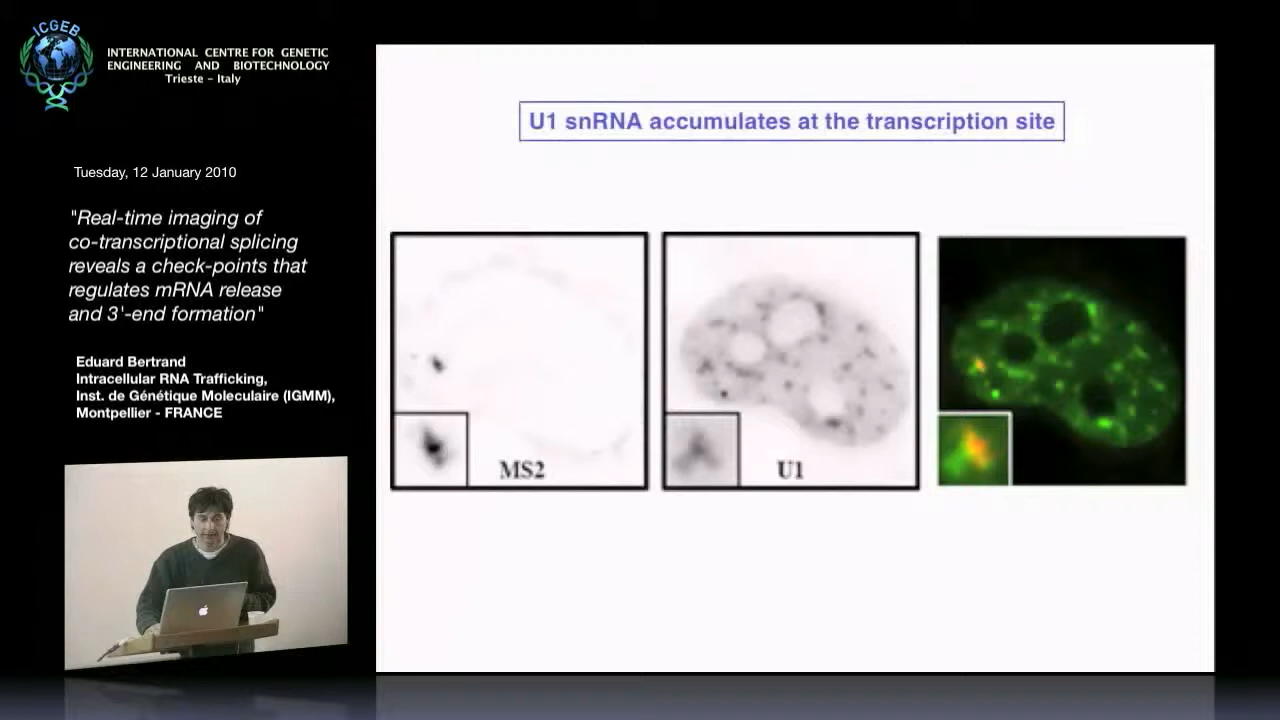 ICGEB
INTERNATIONAL CENTRE FOR GENETIC
ENGINEERING AND BIOTECHNOLOGY
Trieste – Italy
Tuesday, 12 January 2010
"Real-time imaging of
co-transcriptional splicing
reveals a check-points that
regulates mRNA release
and 3'-end formation"
Eduard Bertrand
Intracellular RNA Trafficking,
Inst. de Génétique Moleculaire (IGMM),
Montpellier - FRANCE
U1 snRNA accumulates at the transcription site
MS2
U1